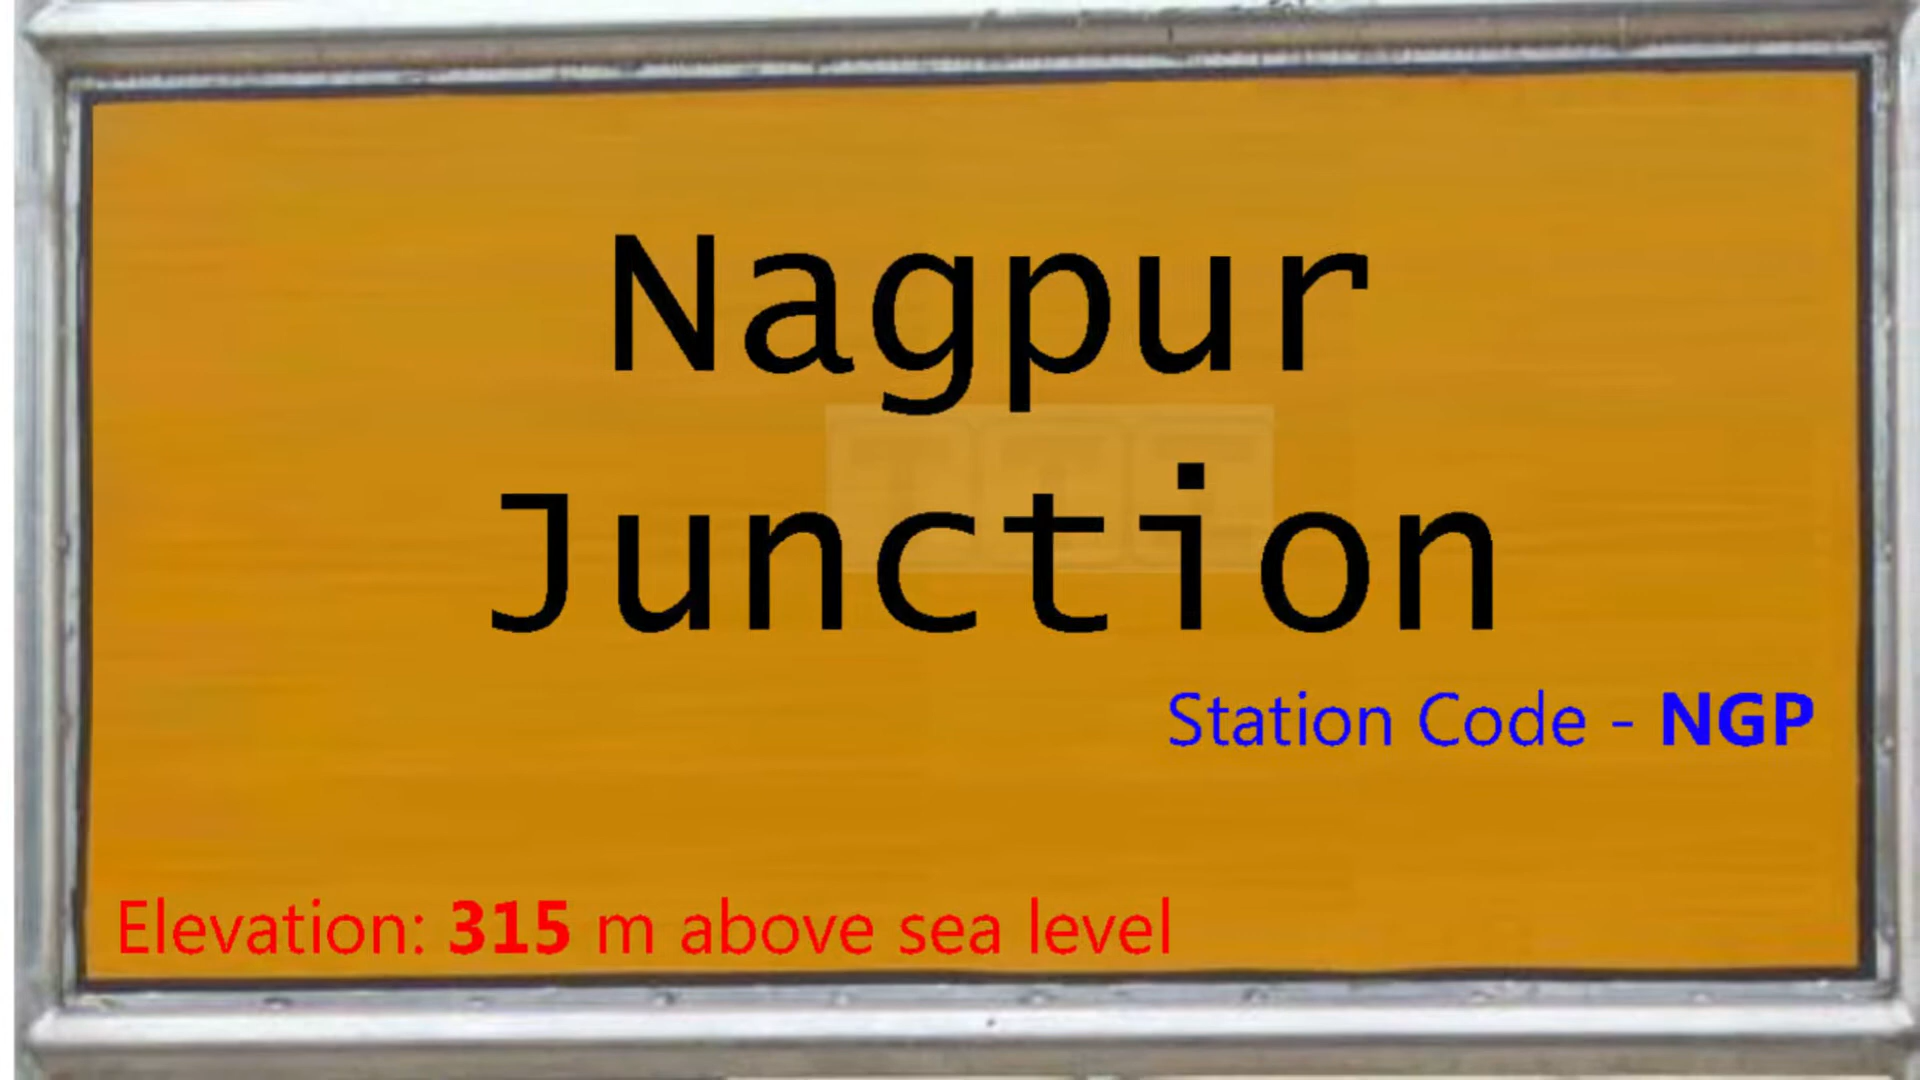 Nagpur
Junction
Station Code - NGP
Elevation: 315 m above sea level